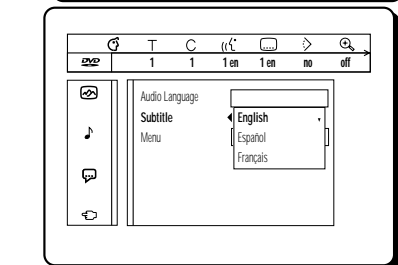 T C
DVD 1 1 1 en 1 en no off
Audio Language
Subtitle English
Menu Español
Français